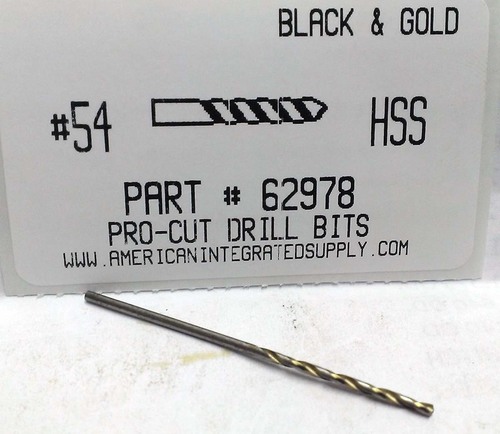 BLACK & GOLD
#54 HSS
PART # 62978
PRO-CUT DRILL BITS
WWW.AMERICANINTEGRATEDSUPPLY.COM